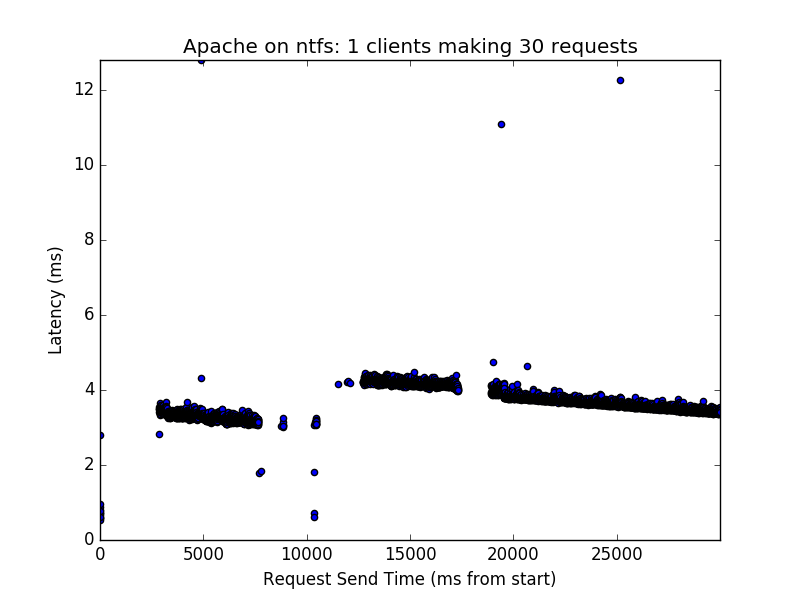 Apache on ntfs: 1 clients making 30 requests
12
10
8
6
4
2
0
Latency (ms)
0 5000 10000 15000 20000 25000
Request Send Time (ms from start)